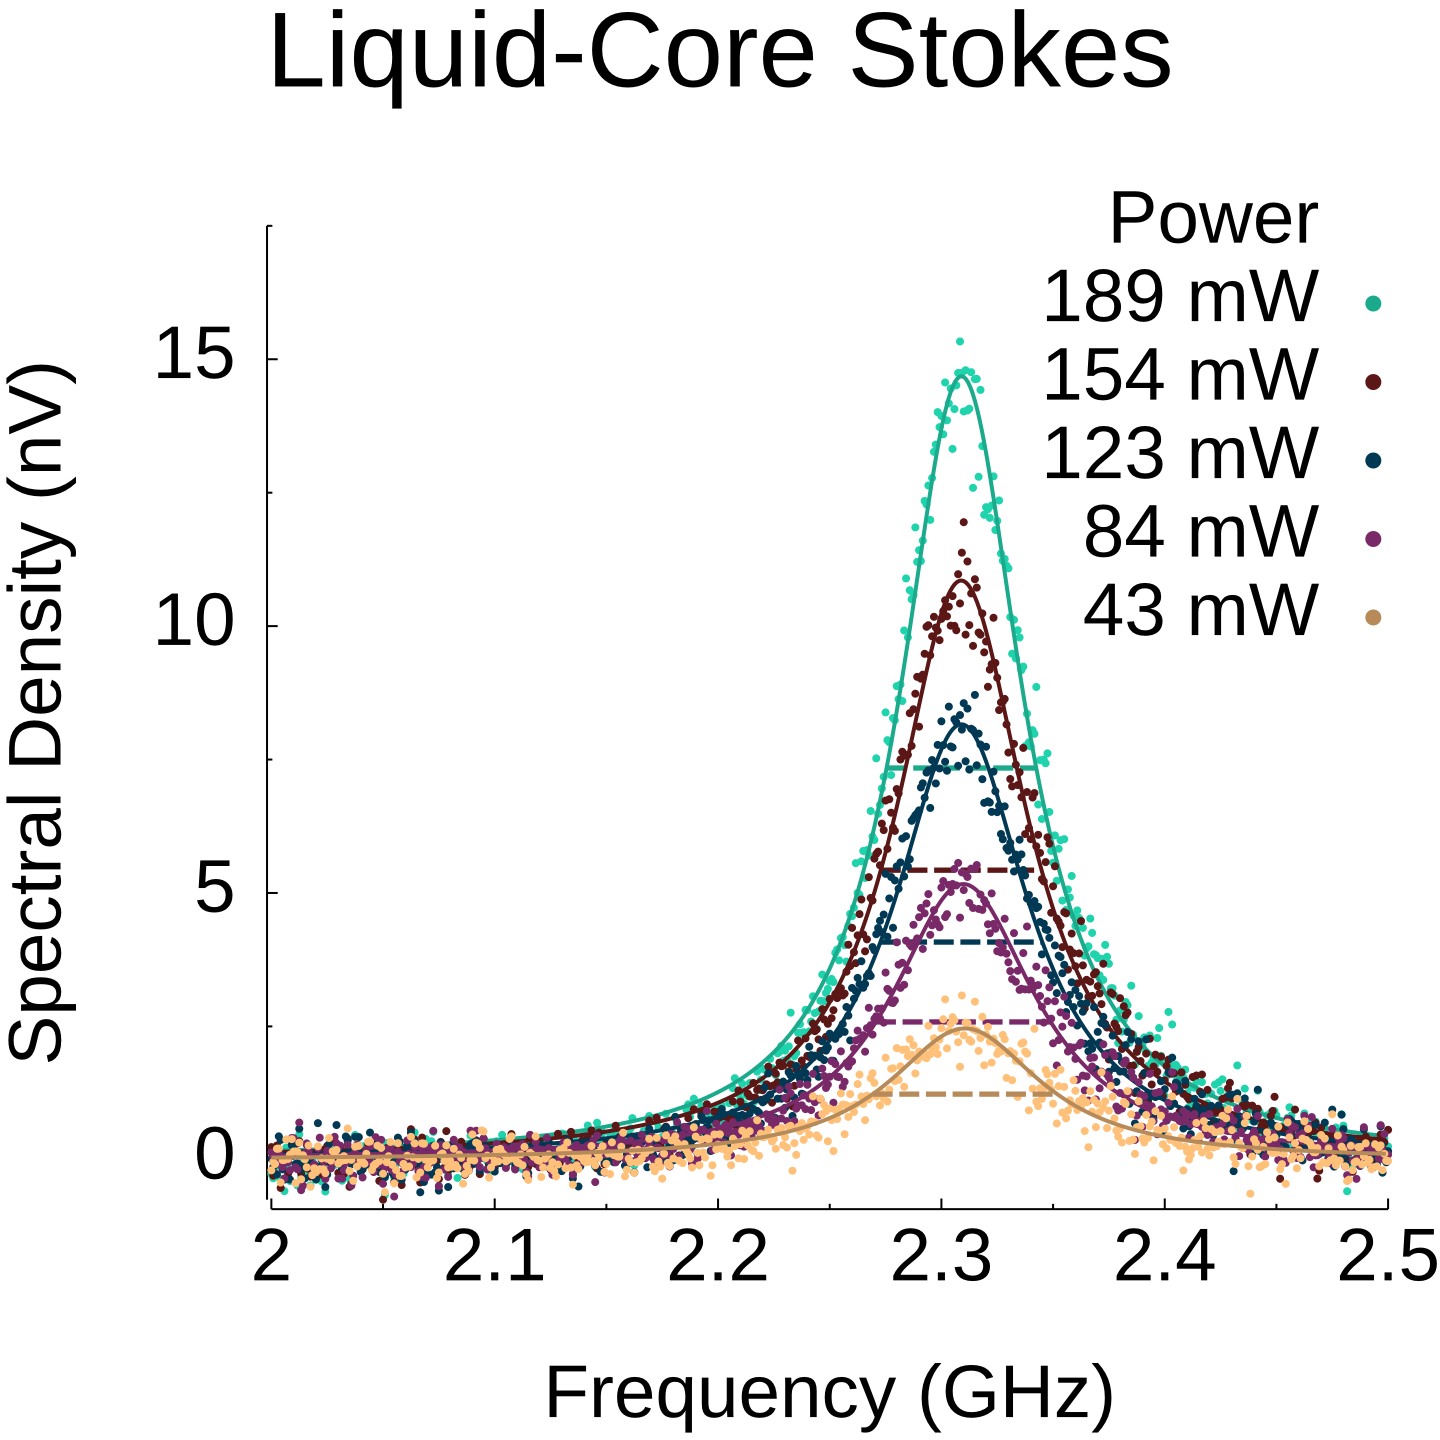 Liquid-Core Stokes
Power
189 mW
154 mW
123 mW
84 mW
43 mW
Spectral Density (nV)
15
10
5
0
2 2.1 2.2 2.3 2.4 2.5
Frequency (GHz)